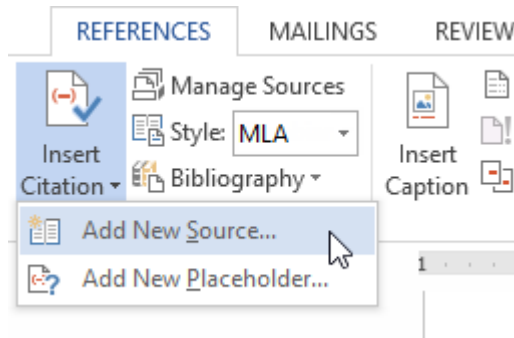 REFERENCES MAILINGS REVIEW
Manage Sources
Style: MLA
Insert Citation
Bibliography
Insert Caption
Add New Source...
Add New Placeholder...
1